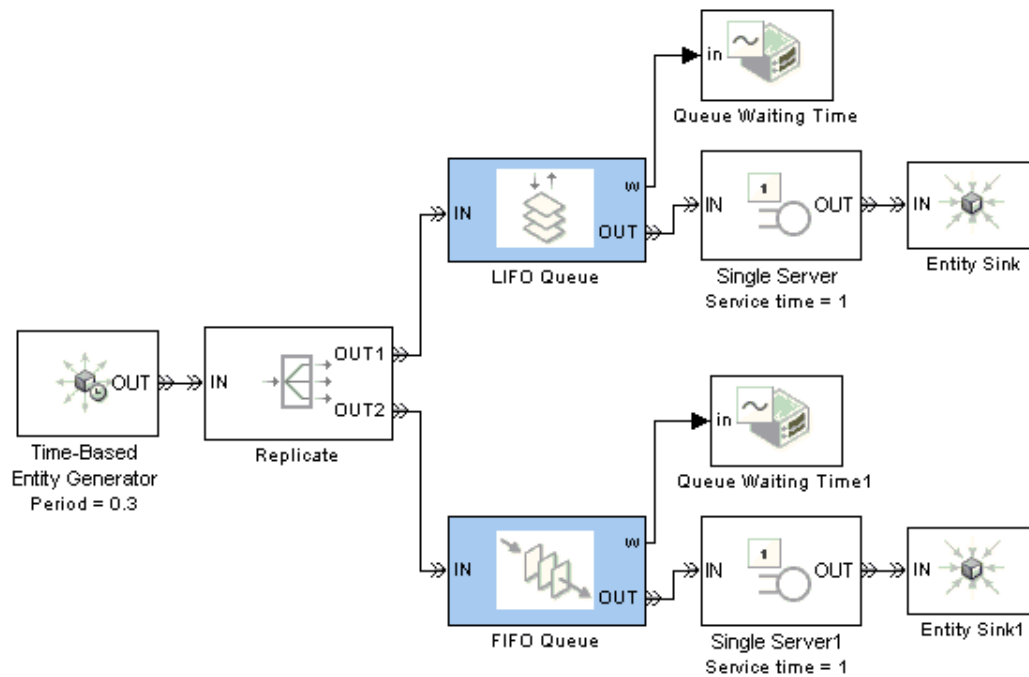 in
Queue Waiting Time
IN
w
OUT
LIFO Queue
IN
1
OUT
Single Server
Service time = 1
IN
Entity Sink
OUT
Time-Based
Entity Generator
Period = 0.3
IN
OUT1
OUT2
Replicate
in
Queue Waiting Time1
IN
w
OUT
FIFO Queue
IN
1
OUT
Single Server1
Service time = 1
IN
Entity Sink1